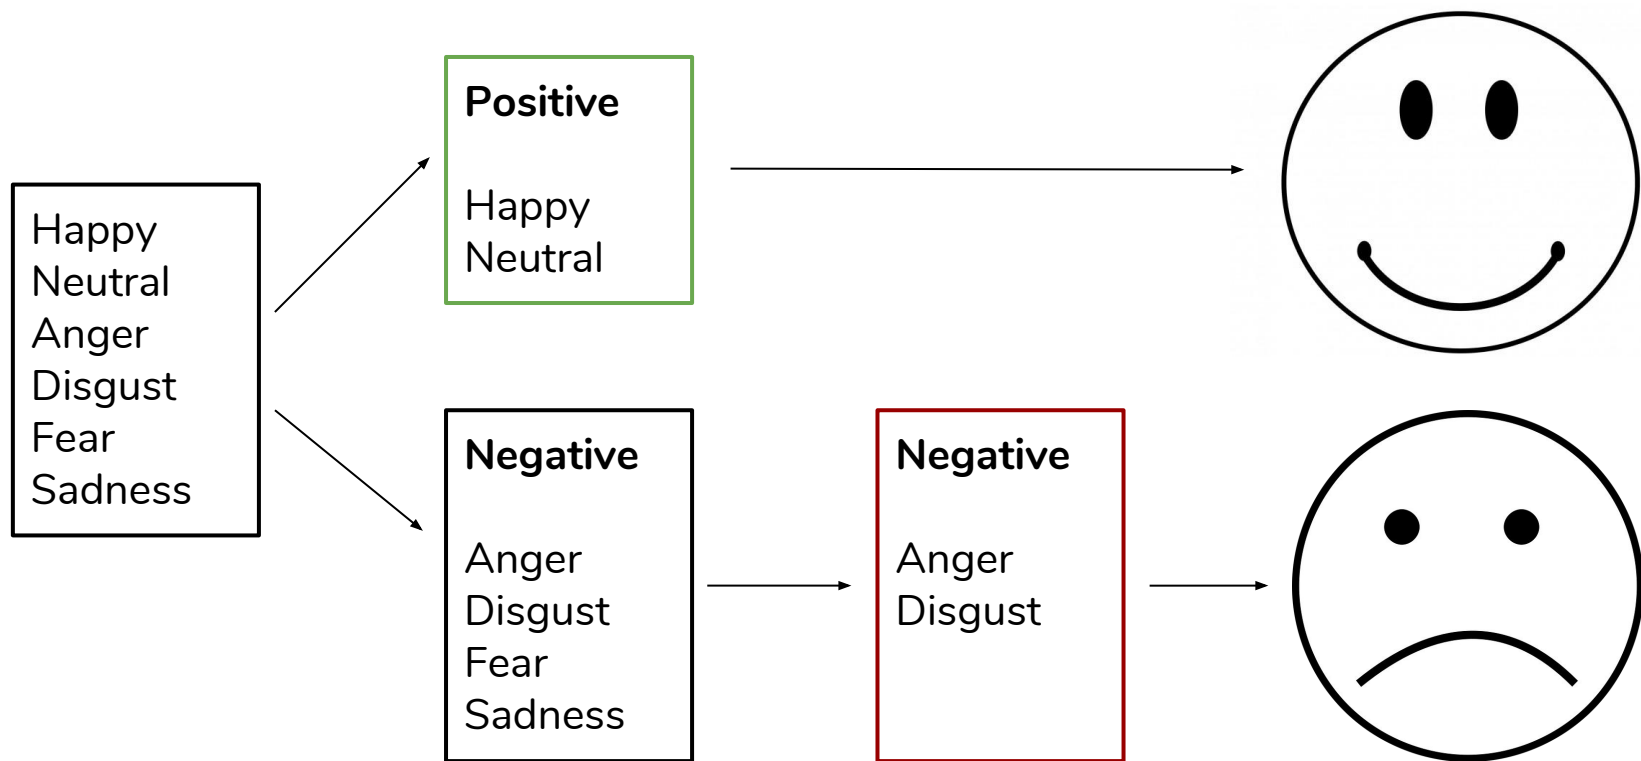 Happy
Neutral
Anger
Disgust
Fear
Sadness
Positive
Happy
Neutral
Negative
Anger
Disgust
Fear
Sadness
Negative
Anger
Disgust